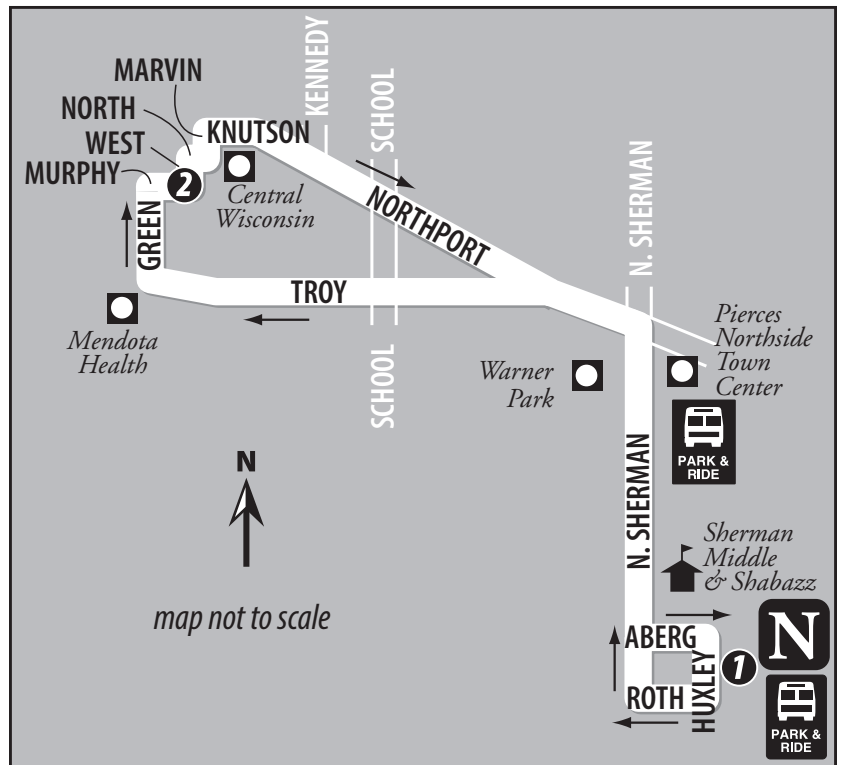 MARVIN
NORTH
WEST
MURPHY
KNUTSON
KENNEDY
SCHOOL
N. SHERMAN
2
Central
Wisconsin
NORTHPORT
GREEN
TROY
Mendota
Health
SCHOOL
Warner
Park
Pierces
Northside
Town
Center
PARK &
RIDE
N
N. SHERMAN
Sherman
Middle
& Shabazz
map not to scale
ABERG
HUXLEY
ROTH
1
N
PARK &
RIDE